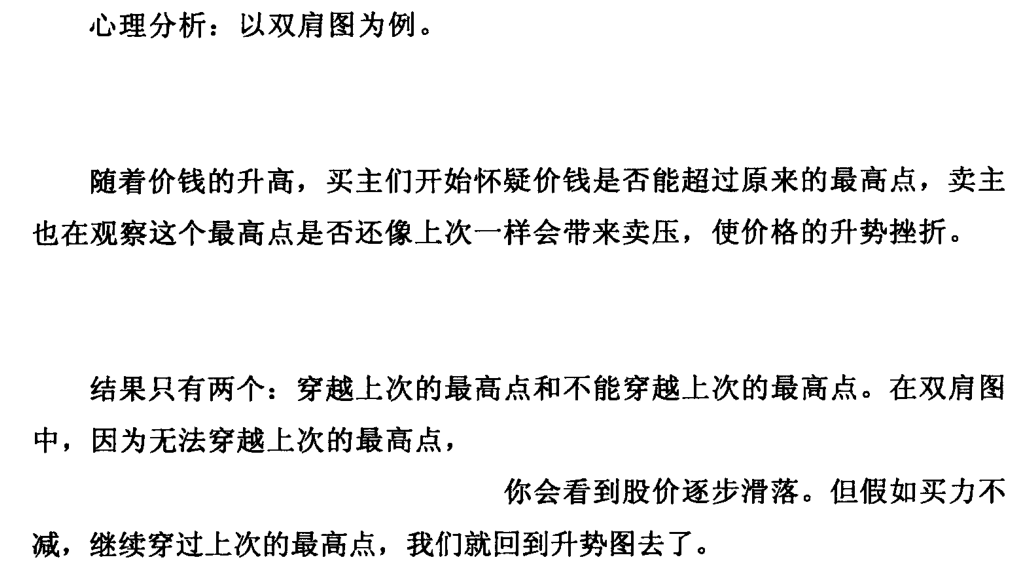 心理分析：以双肩图为例。
随着价钱的升高，买主们开始怀疑价钱是否能超过原来的最高点，卖主
也在观察这个最高点是否还像上次一样会带来卖压，使价格的升势挫折。
结果只有两个：穿越上次的最高点和不能穿越上次的最高点。在双肩图
中，因为无法穿越上次的最高点，
你会看到股价逐步滑落。但假如买力不
减，继续穿过上次的最高点，我们就回到升势图去了。